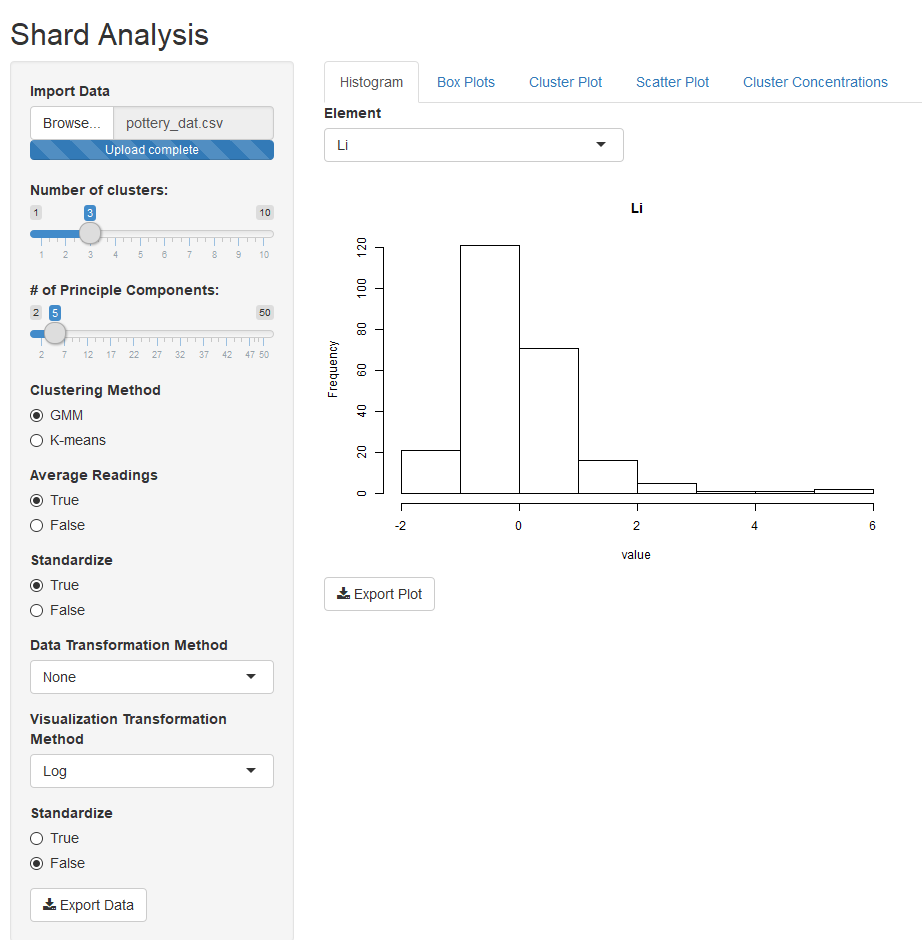 Shard Analysis
Import Data
Browse... pottery_dat.csv
Upload complete
Number of clusters:
1 3 10
1 2 3 4 5 6 7 8 9 10
# of Principle Components:
2 5 50
2 7 12 17 22 27 32 37 42 47 50
Clustering Method
GMM
K-means
Average Readings
True
False
Standardize
True
False
Data Transformation Method
None
Visualization Transformation
Method
Log
Standardize
True
False
Export Data
Histogram Box Plots Cluster Plot Scatter Plot Cluster Concentrations
Element
Li
Li
Frequency
120
100
80
60
40
20
0
-2 0 2 4 6
value
Export Plot